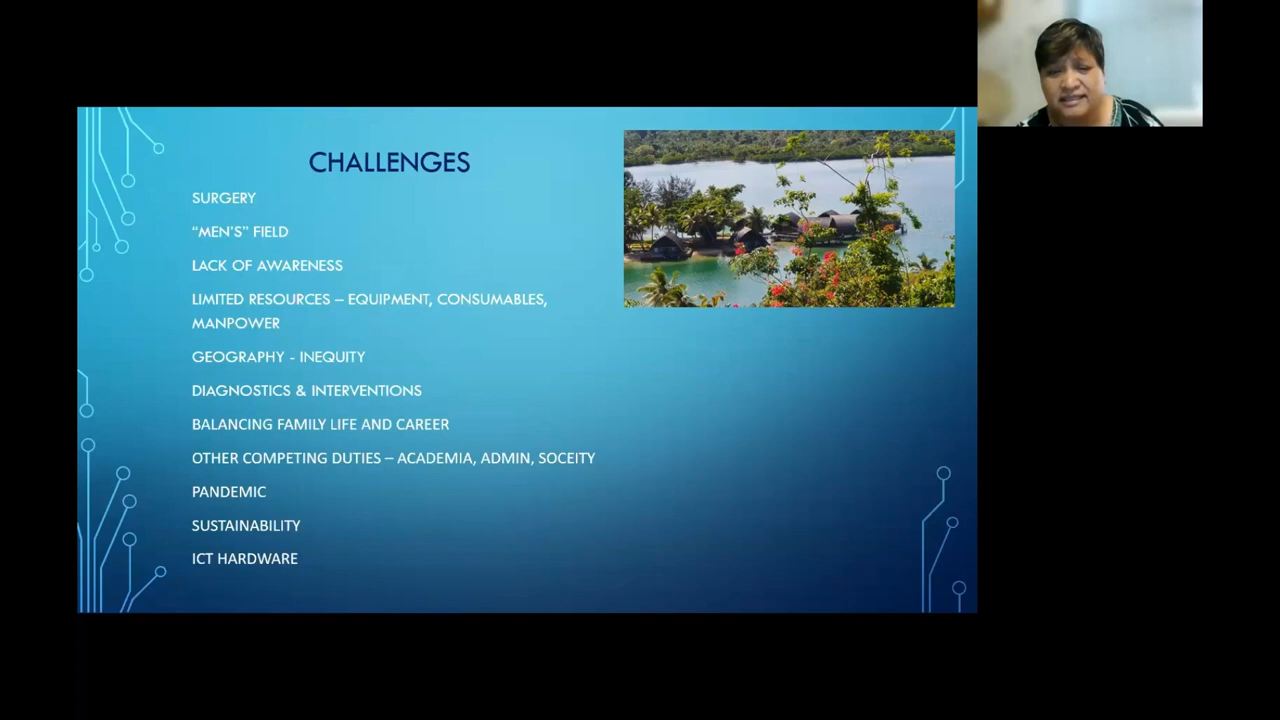 CHALLENGES
SURGERY
“MEN’S” FIELD
LACK OF AWARENESS
LIMITED RESOURCES – EQUIPMENT, CONSUMABLES,
MANPOWER
GEOGRAPHY - INEQUITY
DIAGNOSTICS & INTERVENTIONS
BALANCING FAMILY LIFE AND CAREER
OTHER COMPETING DUTIES – ACADEMIA, ADMIN, SOCEITY
PANDEMIC
SUSTAINABILITY
ICT HARDWARE